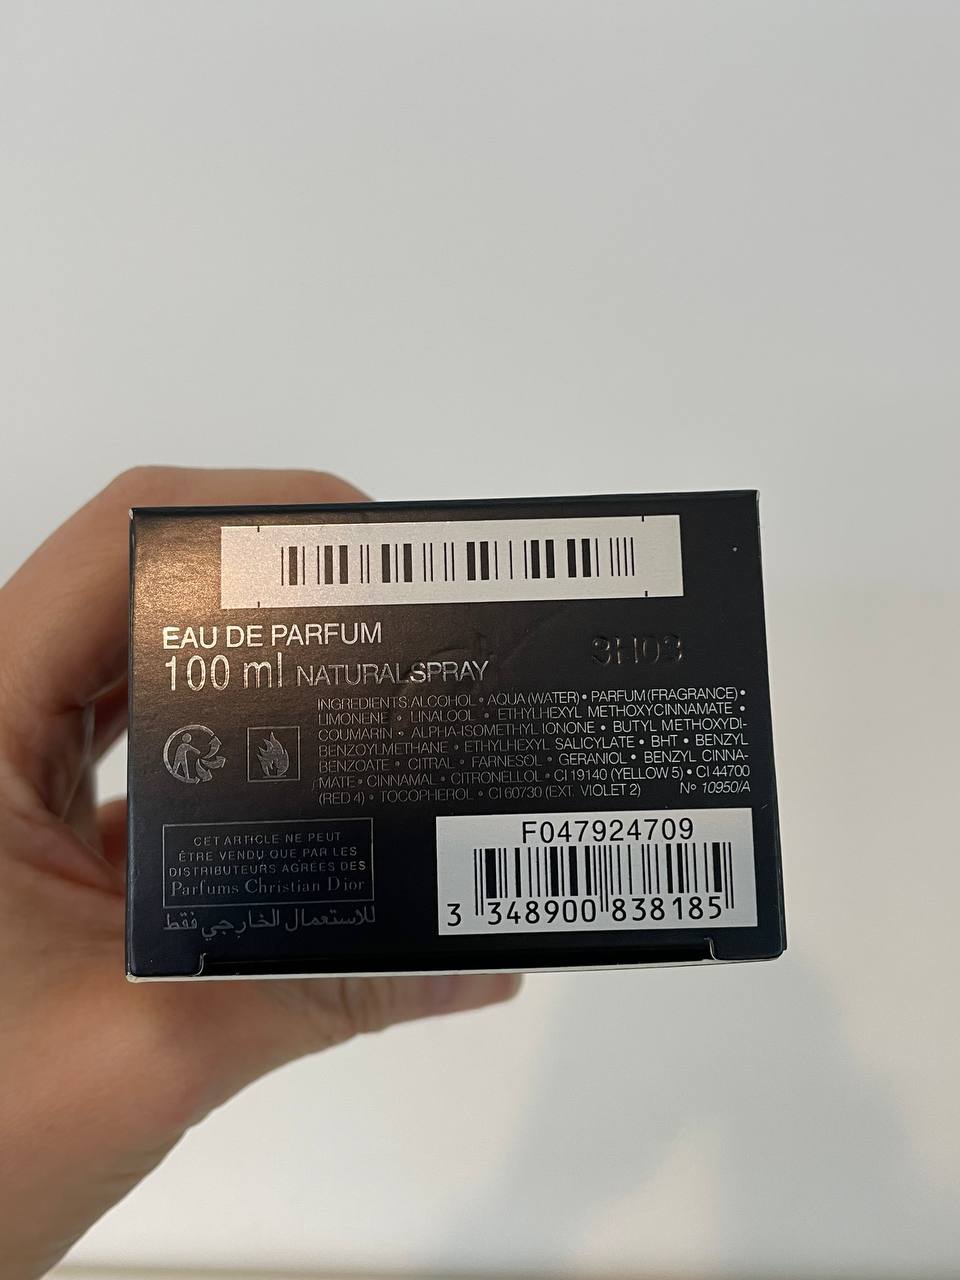 EAU DE PARFUM
100 ml NATURAL SPRAY
3H03
INGREDIENTS: ALCOHOL • AQUA (WATER) • PARFUM (FRAGRANCE) •
LIMONENE • LINALOOL • ETHYLHEXYL METHOXYCINNAMATE •
COUMARIN • ALPHA-ISOMETHYL IONONE • BUTYL METHOXYDI-
BENZOYLMETHANE • ETHYLHEXYL SALICYLATE • BHT • BENZYL
BENZOATE • CITRAL • FARNESOL • GERANIOL • BENZYL CINNA-
MATE • CINNAMAL • CITRONELLOL • CI 19140 (YELLOW 5) • CI 44700
(RED 4) • TOCOPHEROL • CI 60730 (EXT. VIOLET 2) N° 10950/A
CET ARTICLE NE PEUT
ÊTRE VENDU QUE PAR LES
DISTRIBUTEURS AGRÉES DES
Parfums Christian Dior
للاستعمال الخارجي فقط
F047924709
3 348900 838185